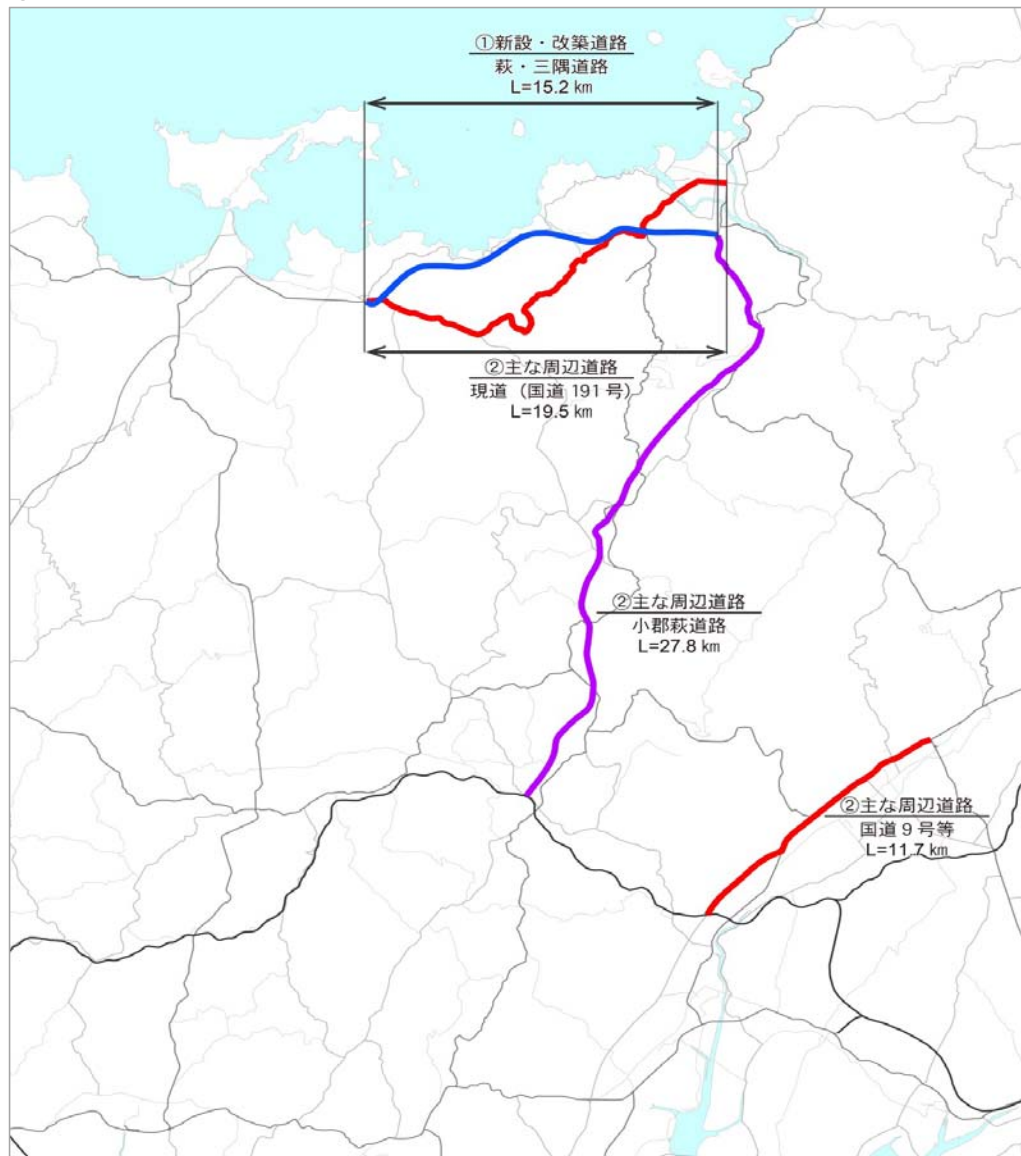 ①新設・改築道路
萩・三隅道路
L=15.2 ㎞
②主な周辺道路
現道（国道 191 号）
L=19.5 ㎞
②主な周辺道路
小郡萩道路
L=27.8 ㎞
②主な周辺道路
国道 9 号等
L=11.7 ㎞